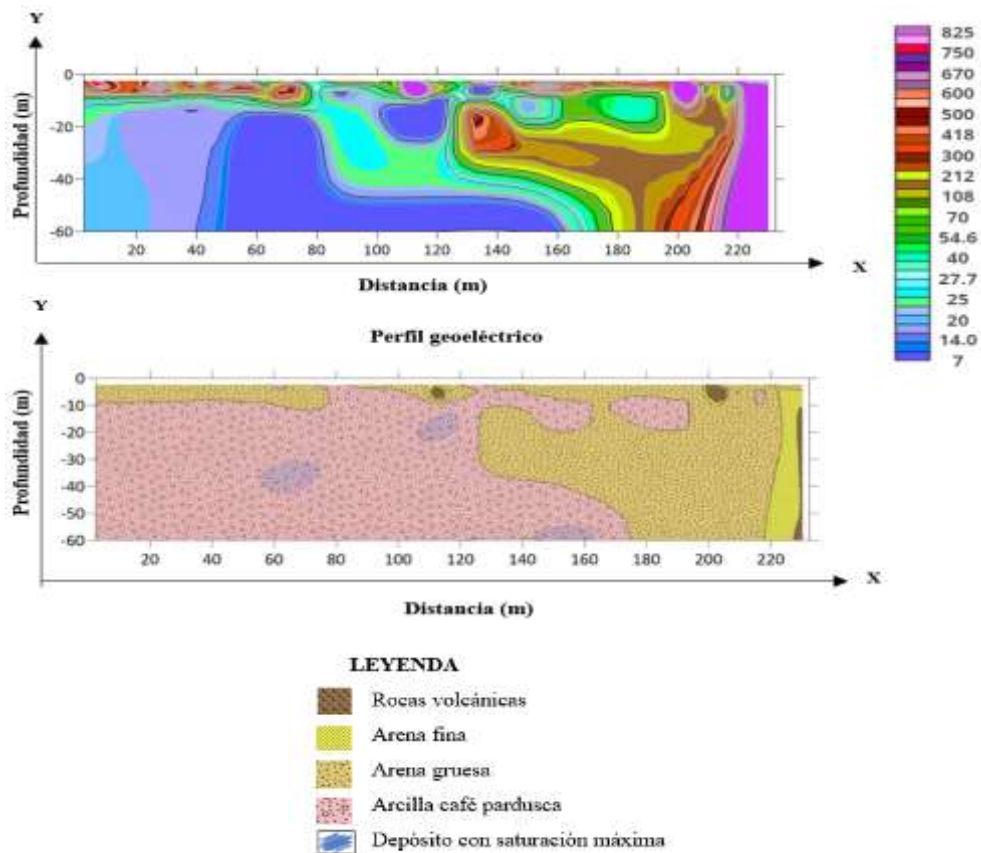 Y
0
-20
-40
-60
Profundidad (m)
20 40 60 80 100 120 140 160 180 200 220
X
Distancia (m)
825
750
670
600
500
418
300
212
108
70
54.6
40
27.7
25
20
14.0
7
Y
Perfil geoeléctrico
0
-10
-20
-30
-40
-50
-60
Profundidad (m)
20 40 60 80 100 120 140 160 180 200 220
X
Distancia (m)
LEYENDA
Rocas volcánicas
Arena fina
Arena gruesa
Arcilla café pardusca
Depósito con saturación máxima